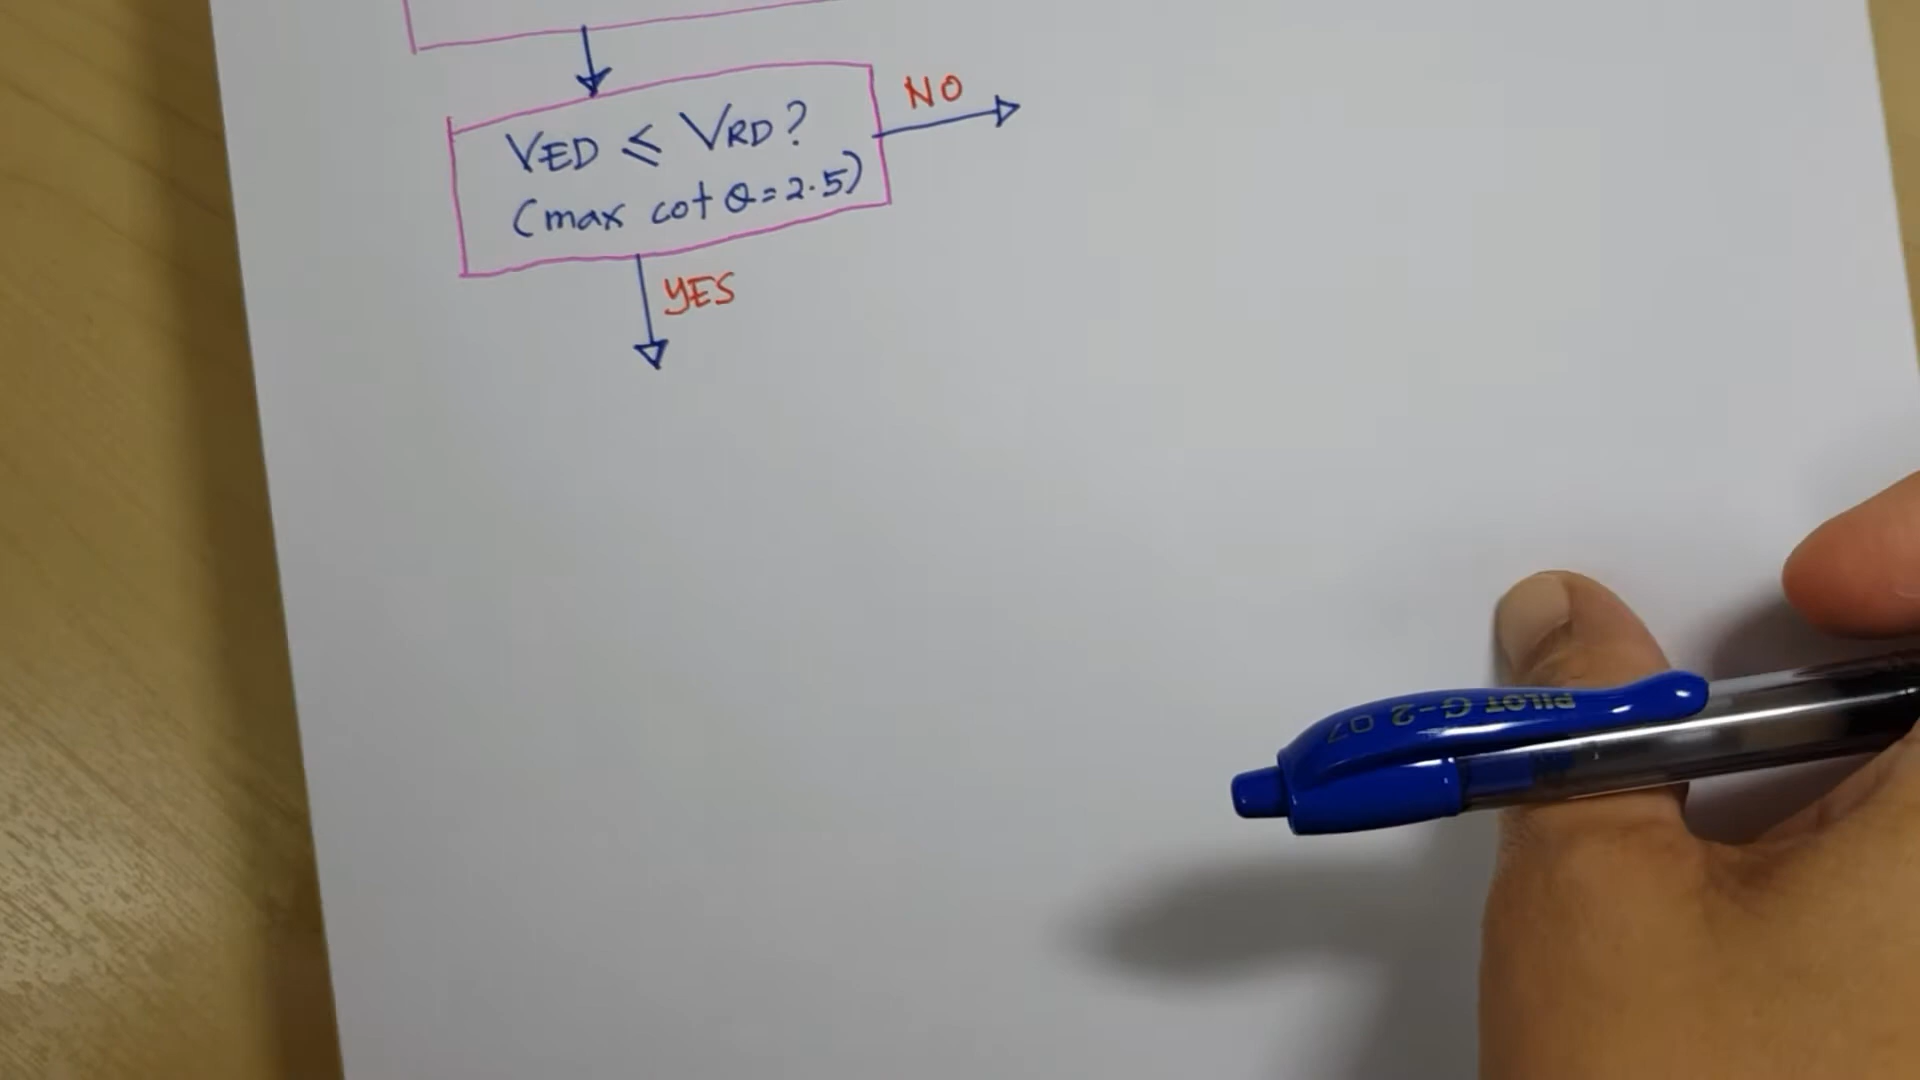 VED ⩽ VRD?
(max cot θ = 2.5)
NO
YES
PILOT G-2 07